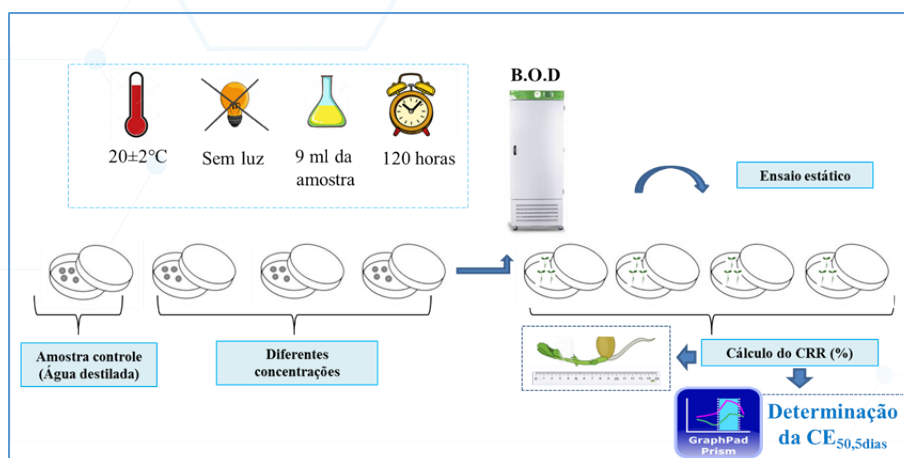 B.O.D
20±2°C
Sem luz
9 ml da
amostra
120 horas
Ensaio estático
Amostra controle
(Água destilada)
Diferentes
concentrações
Cálculo do CRR (%)
GraphPad
Prism
Determinação
da CE50,5dias